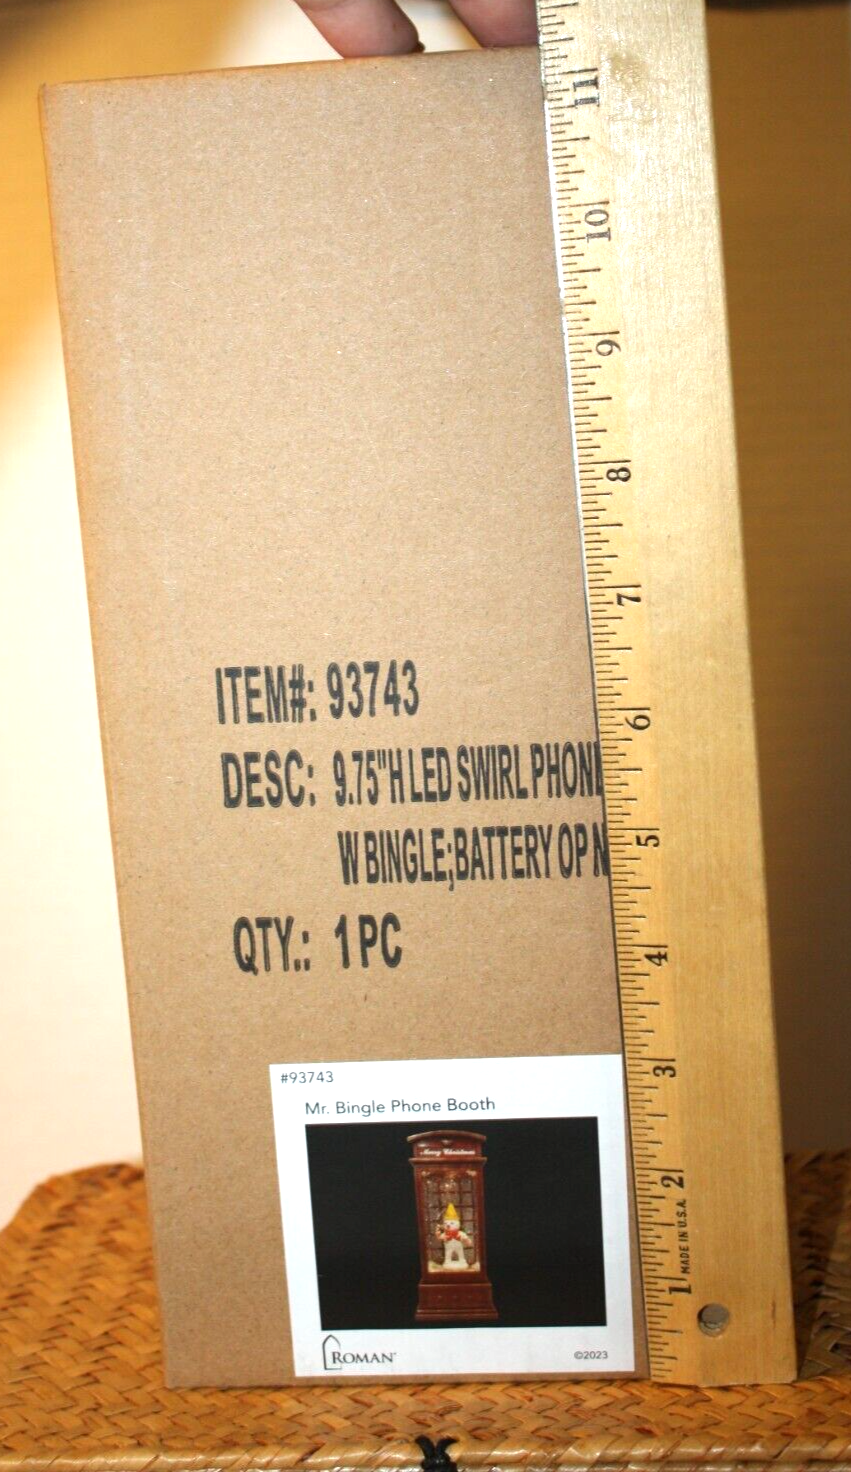 ITEM#: 93743
DESC: 9.75"H LED SWIRL PHON
W BINGLE;BATTERY OP N
QTY.: 1 PC
#93743
Mr. Bingle Phone Booth
Merry Christmas
ROMAN
©2023
11
10
9
8
7
6
5
4
3
2
1
MADE IN U.S.A.